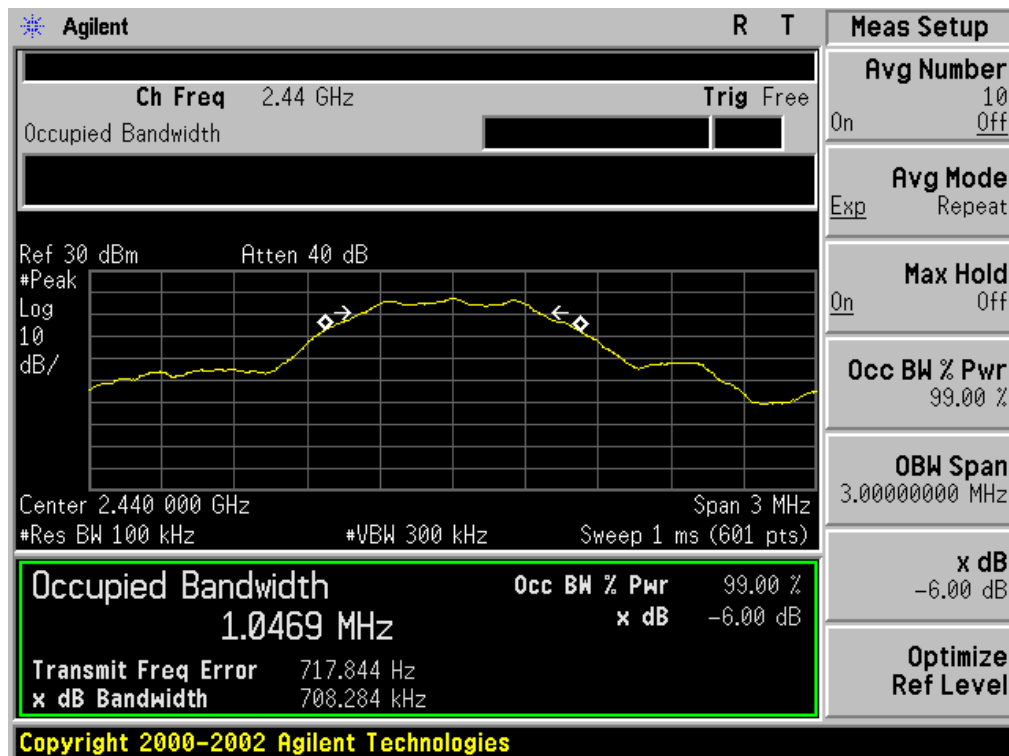 Agilent R T Meas Setup
Ch Freq 2.44 GHz Trig Free
Occupied Bandwidth
Ref 30 dBm Atten 40 dB
#Peak
Log
10
dB/
Center 2.440 000 GHz Span 3 MHz
#Res BW 100 kHz #VBW 300 kHz Sweep 1 ms (601 pts)
Occupied Bandwidth Occ BW % Pwr 99.00 %
1.0469 MHz x dB -6.00 dB
Transmit Freq Error 717.844 Hz
x dB Bandwidth 708.284 kHz
Avg Number
10
On Off
Avg Mode
Exp Repeat
Max Hold
On Off
Occ BW % Pwr
99.00 %
OBW Span
3.00000000 MHz
x dB
-6.00 dB
Optimize
Ref Level
Copyright 2000-2002 Agilent Technologies